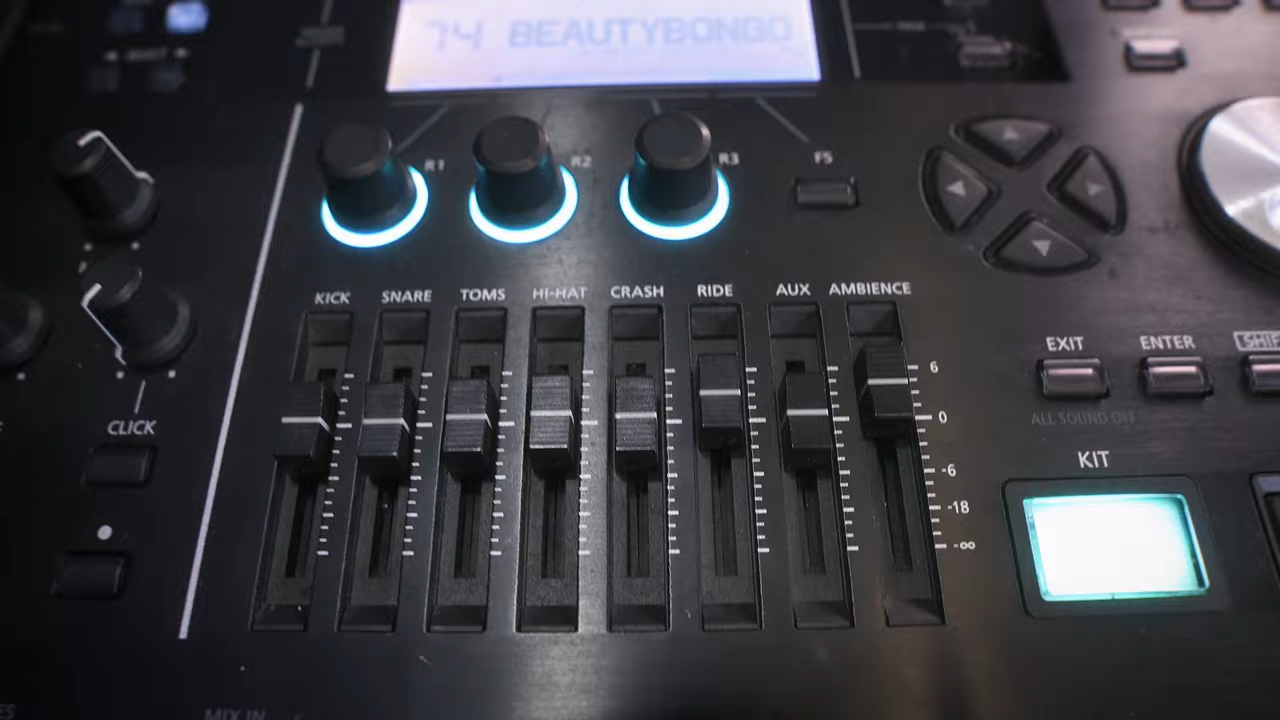 74 BEAUTYBONGO
R1
R2
R3
F5
KICK
SNARE
TOMS
HI-HAT
CRASH
RIDE
AUX
AMBIENCE
6
0
-6
-18
-∞
EXIT
ENTER
ALL SOUND OFF
CLICK
KIT
MIX IN